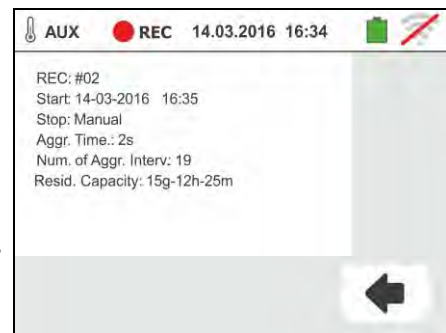 AUX REC 14.03.2016 16:34
REC: #02
Start: 14-03-2016 16:35
Stop: Manual
Aggr. Time.: 2s
Num. of Aggr. Interv.: 19
Resid. Capacity: 15g-12h-25m